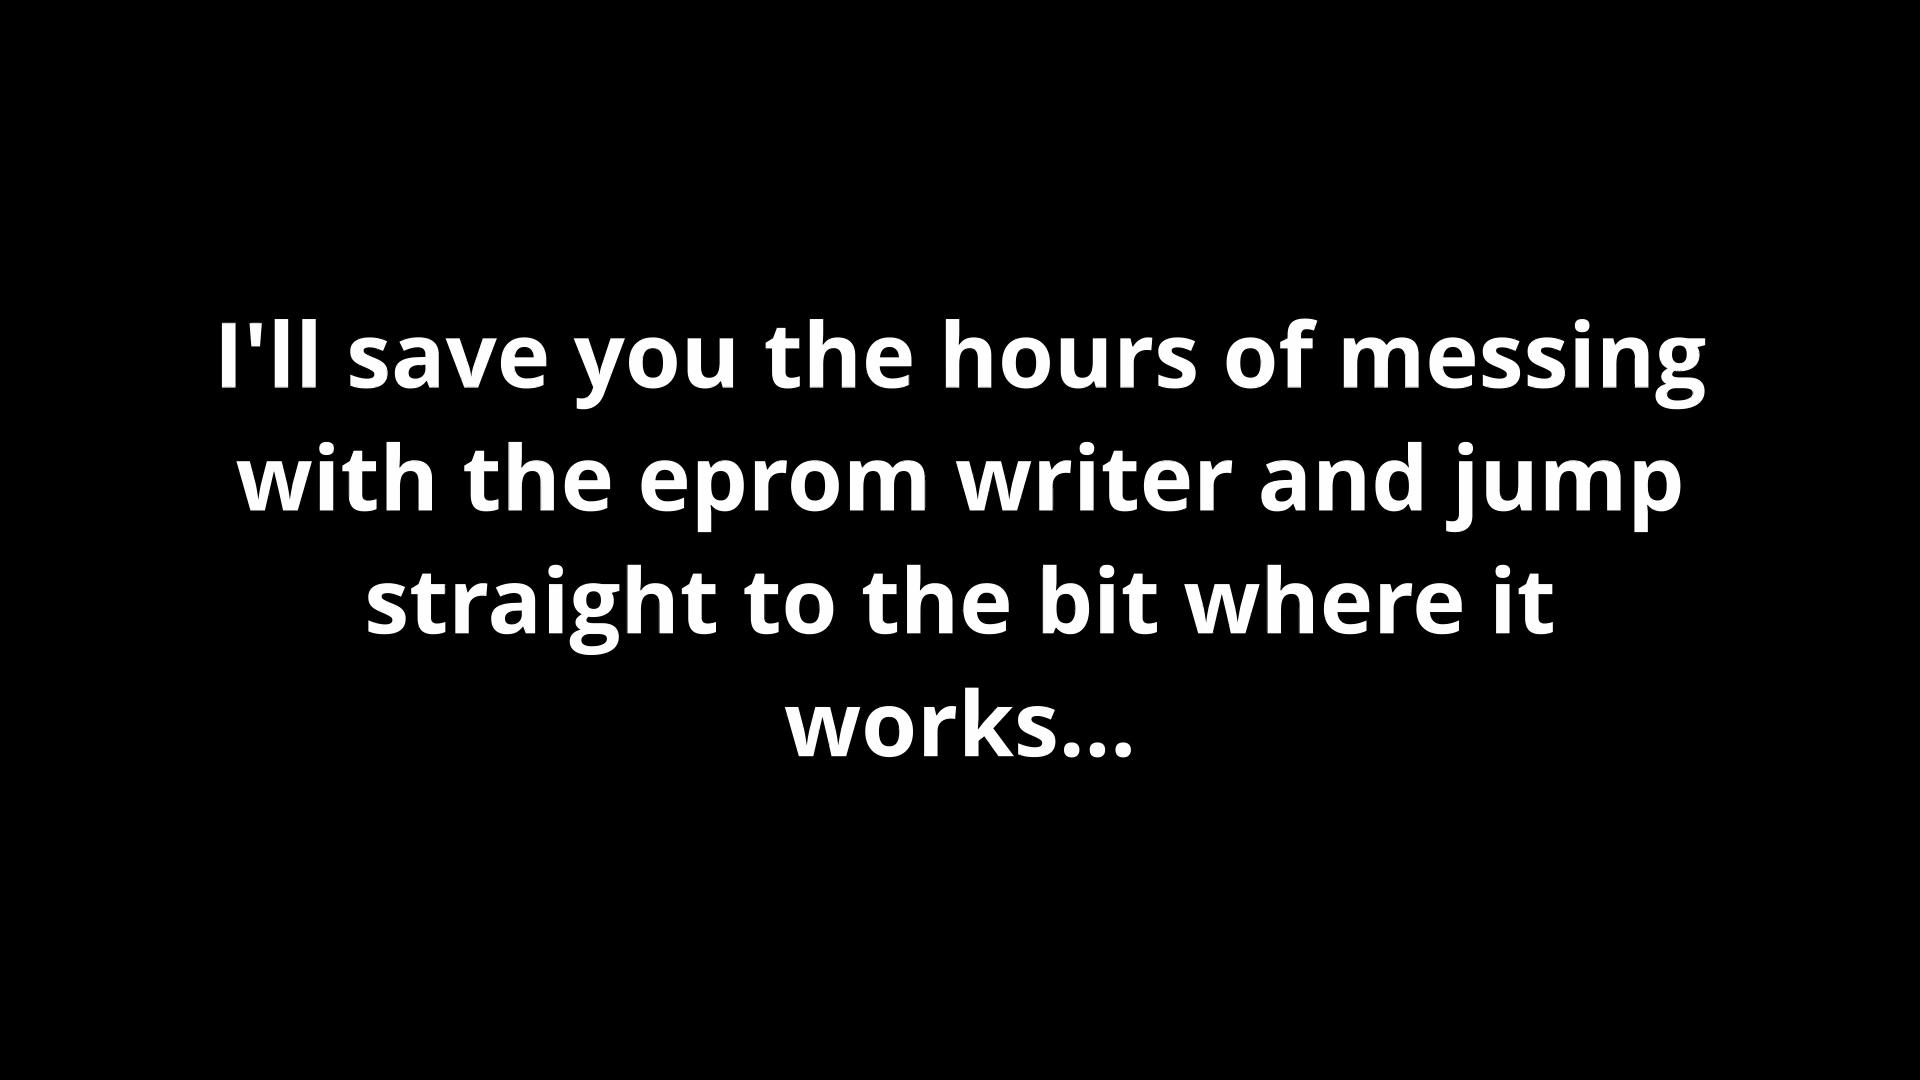 I'll save you the hours of messing
with the eprom writer and jump
straight to the bit where it
works...